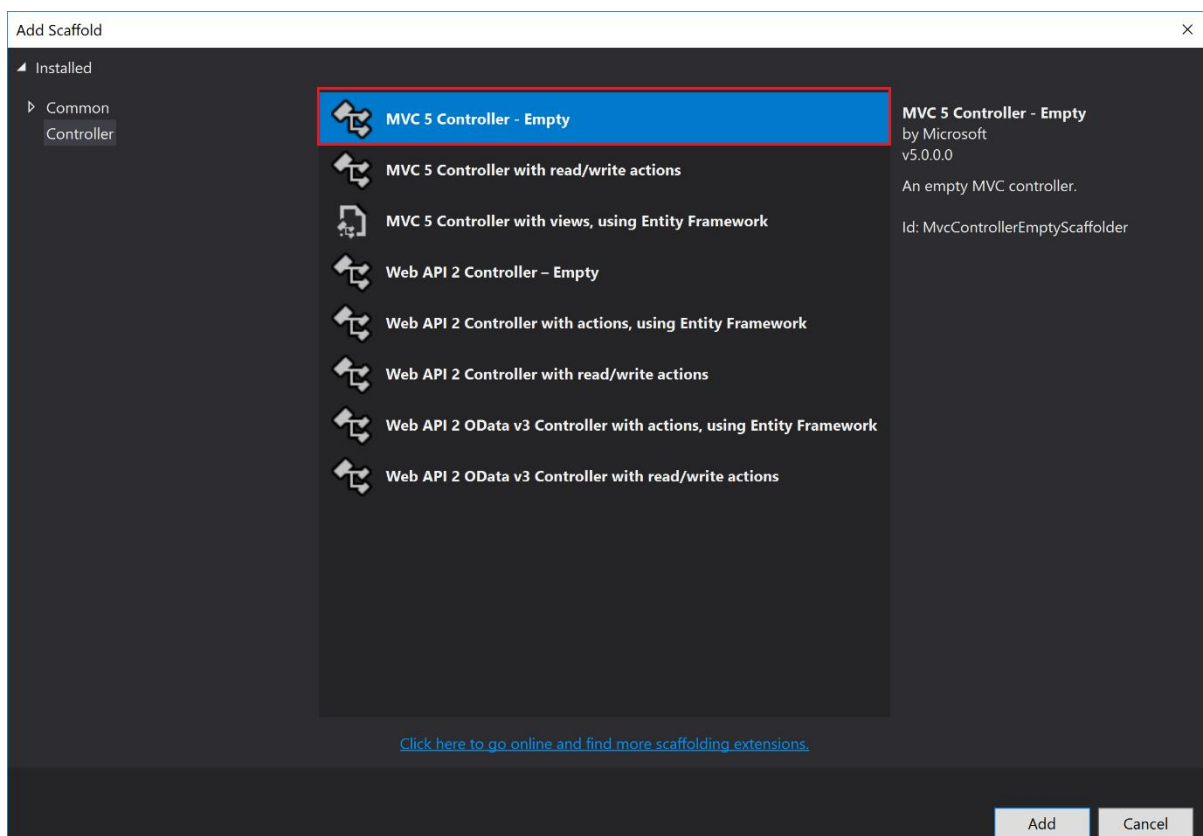 Add Scaffold
Installed
Common
Controller
MVC 5 Controller - Empty
MVC 5 Controller with read/write actions
MVC 5 Controller with views, using Entity Framework
Web API 2 Controller – Empty
Web API 2 Controller with actions, using Entity Framework
Web API 2 Controller with read/write actions
Web API 2 OData v3 Controller with actions, using Entity Framework
Web API 2 OData v3 Controller with read/write actions
MVC 5 Controller - Empty
by Microsoft
v5.0.0.0
An empty MVC controller.
Id: MvcControllerEmptyScaffolder
Click here to go online and find more scaffolding extensions.
Add
Cancel